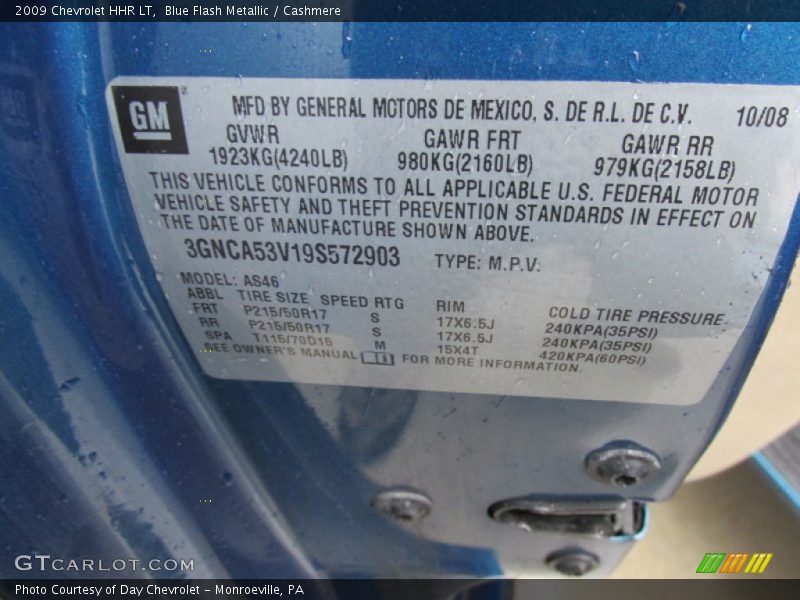 2009 Chevrolet HHR LT, Blue Flash Metallic / Cashmere
GM
MFD BY GENERAL MOTORS DE MEXICO, S. DE R.L. DE C.V. 10/08
GVWR GAWR FRT GAWR RR
1923KG(4240LB) 980KG(2160LB) 979KG(2158LB)
THIS VEHICLE CONFORMS TO ALL APPLICABLE U.S. FEDERAL MOTOR
VEHICLE SAFETY AND THEFT PREVENTION STANDARDS IN EFFECT ON
THE DATE OF MANUFACTURE SHOWN ABOVE.
3GNCA53V19S572903 TYPE: M.P.V.
MODEL: AS46
ABBL TIRE SIZE SPEED RTG RIM COLD TIRE PRESSURE
FRT P215/50R17 S 17X6.5J 240KPA(35PSI)
RR P215/50R17 S 17X6.5J 240KPA(35PSI)
SPA T115/70D15 M 15X4T 420KPA(60PSI)
SEE OWNER'S MANUAL FOR MORE INFORMATION.
GTCARLOT.COM
Photo Courtesy of Day Chevrolet - Monroeville, PA